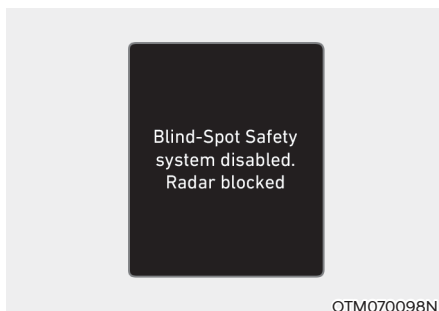 Blind-Spot Safety
system disabled.
Radar blocked
OTM070098N